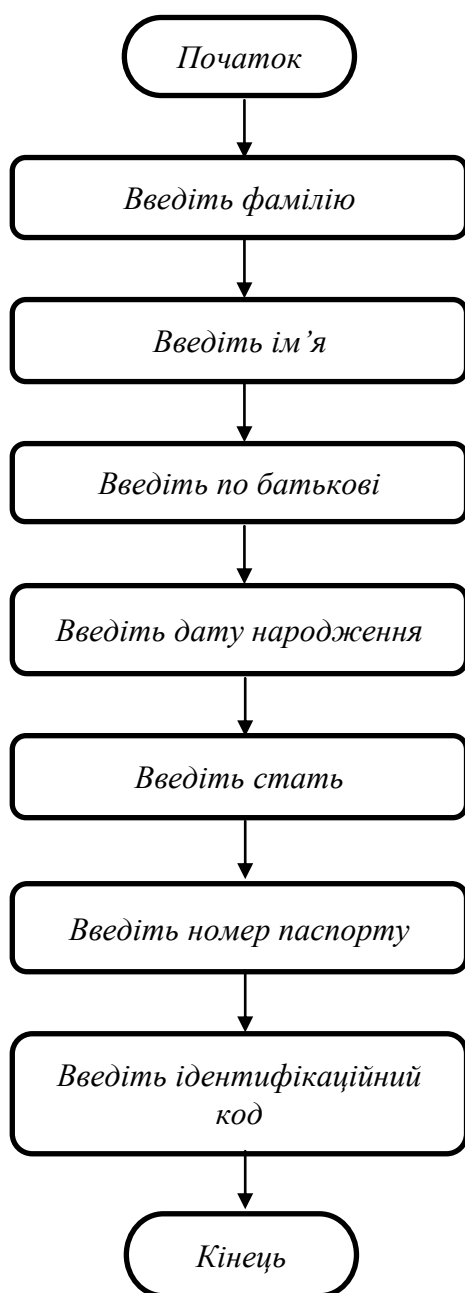 Початок
Введіть фамілію
Введіть ім’я
Введіть по батькові
Введіть дату народження
Введіть стать
Введіть номер паспорту
Введіть ідентифікаційний
код
Кінець